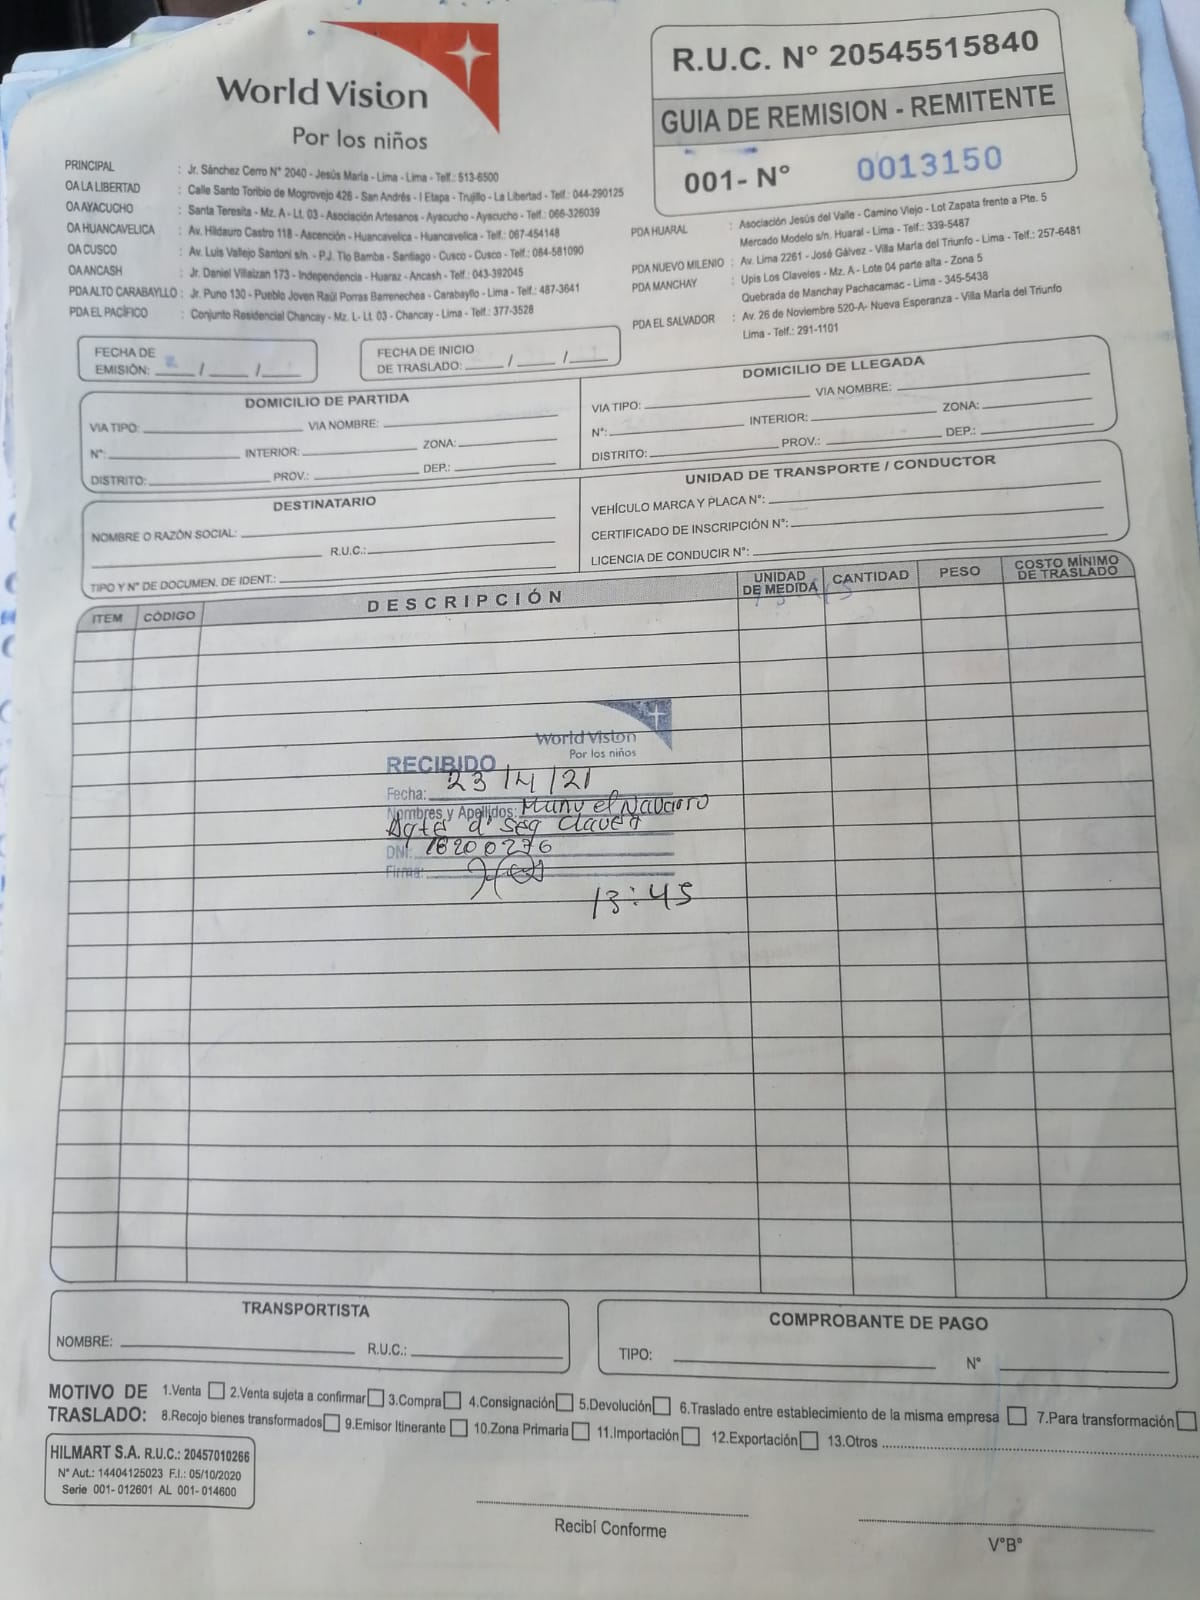 World Vision
Por los niños
R.U.C. N° 20545515840
GUIA DE REMISION - REMITENTE
001- N° 0013150
PRINCIPAL : Jr. Sánchez Cerro N° 2040 - Jesús María - Lima - Lima - Telf.: 513-6500
OA LA LIBERTAD : Calle Santo Toribio de Mogrovejo 426 - San Andrés - I Etapa - Trujillo - La Libertad - Telf.: 044-290125
OA AYACUCHO : Santa Teresita - Mz. A - Lt. 03 - Asociación Artesanos - Ayacucho - Ayacucho - Telf.: 066-326039
OA HUANCAVELICA : Av. Hildauro Castro 118 - Ascención - Huancavelica - Huancavelica - Telf.: 067-454148
OA CUSCO : Av. Luis Vallejo Santoni s/n. - P.J. Tío Bamba - Santiago - Cusco - Cusco - Telf.: 084-581090
OA ANCASH : Jr. Daniel Villaizan 173 - Independencia - Huaraz - Ancash - Telf.: 043-392045
PDA ALTO CARABAYLLO : Jr. Puno 130 - Pueblo Joven Raúl Porras Barrenechea - Carabayllo - Lima - Telf.: 487-3641
PDA EL PACÍFICO : Conjunto Residencial Chancay - Mz. L - Lt. 03 - Chancay - Lima - Telf.: 377-3528
PDA HUARAL : Asociación Jesús del Valle - Camino Viejo - Lot Zapata frente a Pte. 5
Mercado Modelo s/n. Huaral - Lima - Telf.: 339-5487
PDA NUEVO MILENIO : Av. Lima 2261 - José Gálvez - Villa María del Triunfo - Lima - Telf.: 257-6481
PDA MANCHAY : Upis Los Claveles - Mz. A - Lote 04 parte alta - Zona 5
Quebrada de Manchay Pachacamac - Lima - 345-5438
PDA EL SALVADOR : Av. 26 de Noviembre 520-A- Nueva Esperanza - Villa María del Triunfo
Lima - Telf.: 291-1101
FECHA DE
EMISIÓN: / /
FECHA DE INICIO
DE TRASLADO: / /
DOMICILIO DE PARTIDA
VIA TIPO: VIA NOMBRE:
N°: INTERIOR: ZONA:
DISTRITO: PROV.: DEP.:
DOMICILIO DE LLEGADA
VIA TIPO: VIA NOMBRE:
N°: INTERIOR: ZONA:
DISTRITO: PROV.: DEP.:
DESTINATARIO
NOMBRE O RAZÓN SOCIAL:
R.U.C.:
TIPO Y N° DE DOCUMEN. DE IDENT.:
UNIDAD DE TRANSPORTE / CONDUCTOR
VEHÍCULO MARCA Y PLACA N°:
CERTIFICADO DE INSCRIPCIÓN N°:
LICENCIA DE CONDUCIR N°:
ITEM CÓDIGO DESCRIPCIÓN UNIDAD DE MEDIDA CANTIDAD PESO COSTO MÍNIMO DE TRASLADO
World Vision
Por los niños
RECIBIDO
Fecha: 23/4/21
Nombres y Apellidos: Navarro
DNI: 18200276
Firma:
13:45
TRANSPORTISTA
NOMBRE: R.U.C.:
COMPROBANTE DE PAGO
TIPO: N°
MOTIVO DE 1.Venta 2.Venta sujeta a confirmar 3.Compra 4.Consignación 5.Devolución 6.Traslado entre establecimiento de la misma empresa 7.Para transformación
TRASLADO: 8.Recojo bienes transformados 9.Emisor Itinerante 10.Zona Primaria 11.Importación 12.Exportación 13.Otros
HILMART S.A. R.U.C.: 20457010266
N° Aut.: 14404125023 F.I.: 05/10/2020
Serie 001- 012601 AL 001- 014600
Recibí Conforme
V°B°